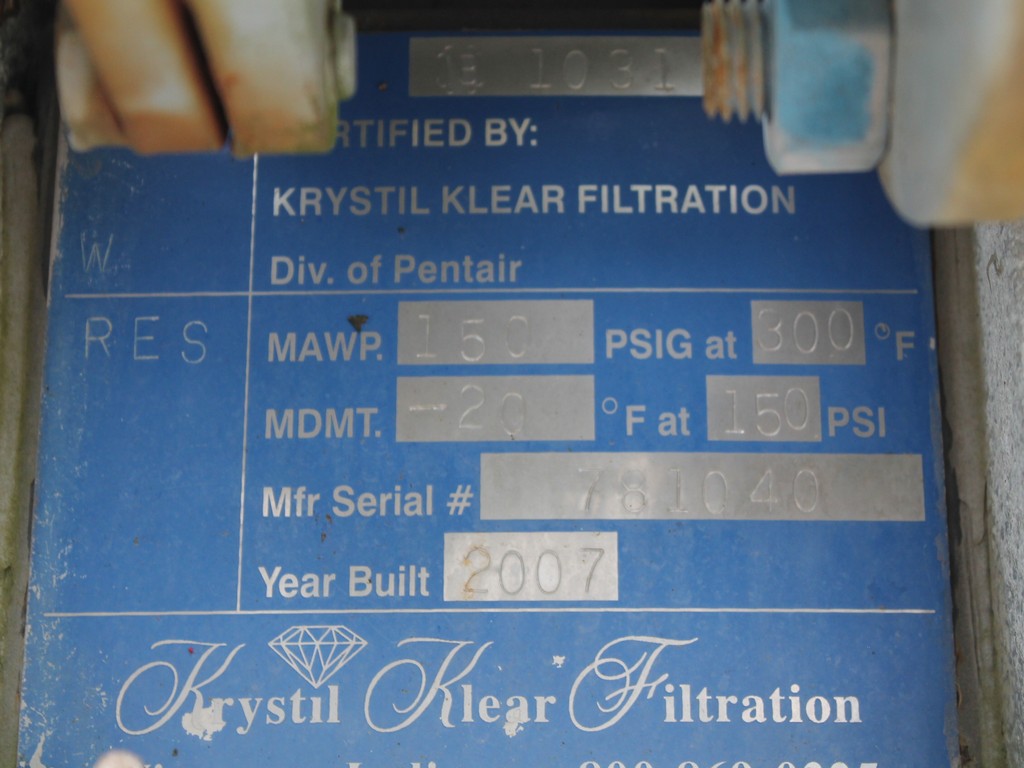 1031
RTIFIED BY:
KRYSTIL KLEAR FILTRATION
W
Div. of Pentair
RES
MAWP. 150 PSIG at 300 °F
MDMT. -20 °F at 150 PSI
Mfr Serial # 781040
Year Built 2007
Krystil Klear Filtration